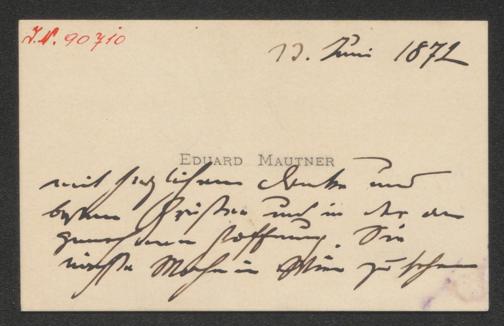 J.N. 90710
13. Juni 1872
EDUARD MAUTNER
mit herzlichem Danke und
besten Grüßen und in der an
genehmen Hoffnung, Sie
nächste Woche in Wien zu sehen